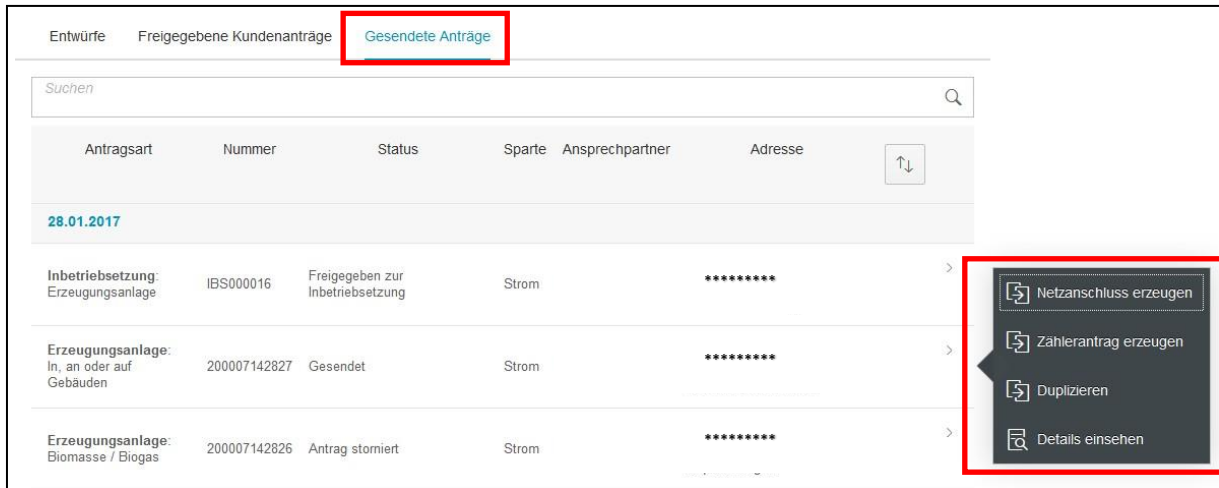 Entwürfe Freigegebene Kundenanträge Gesendete Anträge
Suchen
Antragsart Nummer Status Sparte Ansprechpartner Adresse
28.01.2017
Inbetriebsetzung:
Erzeugungsanlage
IBS000016
Freigegeben zur
Inbetriebsetzung
Strom
*********
Erzeugungsanlage:
In, an oder auf
Gebäuden
200007142827
Gesendet
Strom
*********
Erzeugungsanlage:
Biomasse / Biogas
200007142826
Antrag storniert
Strom
*********
Netzanschluss erzeugen
Zählerantrag erzeugen
Duplizieren
Details einsehen